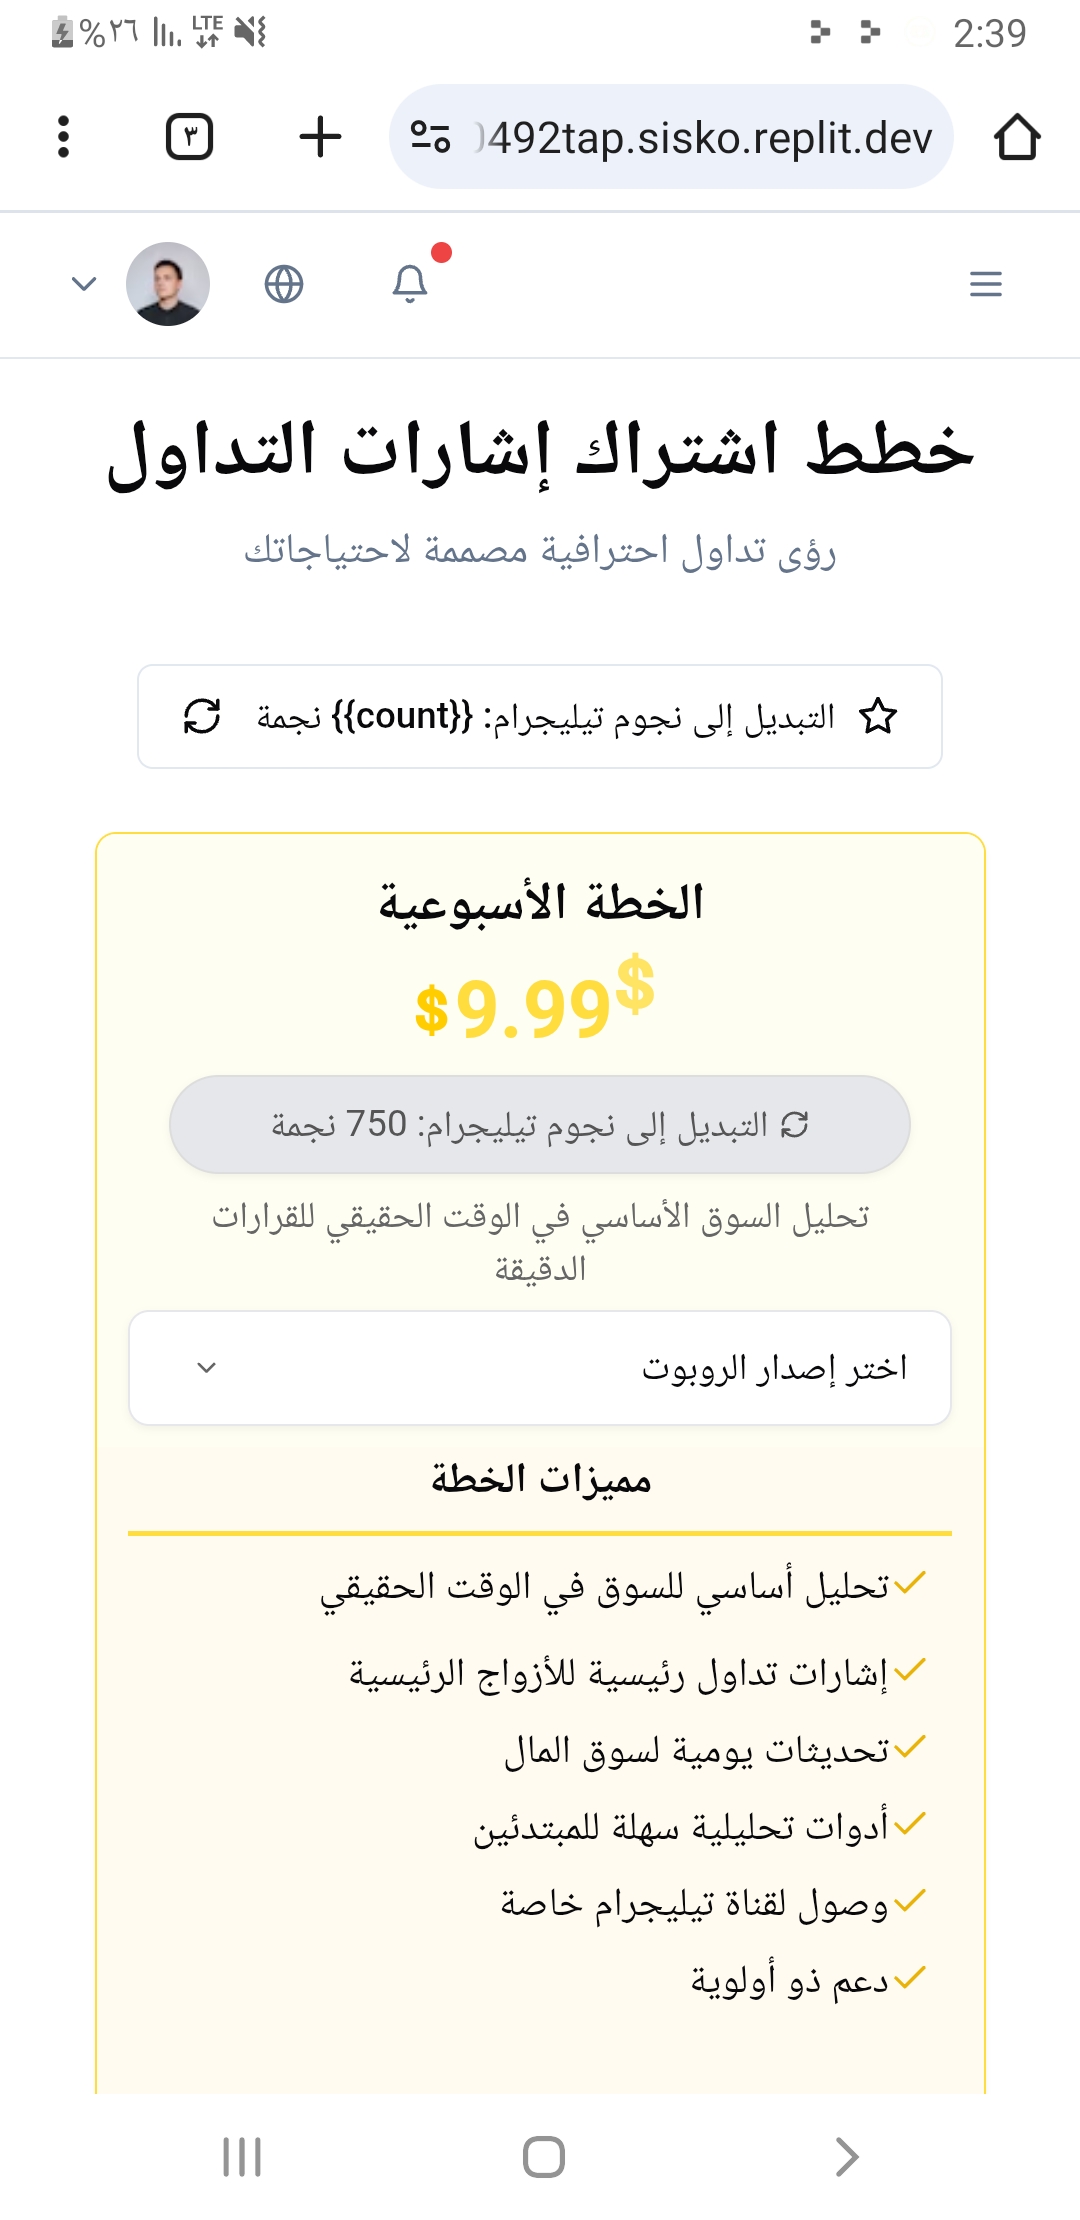 %٢٦ LTE 2:39
٣ 492tap.sisko.replit.dev
خطط اشتراك إشارات التداول
رؤى تداول احترافية مصممة لاحتياجاتك
التبديل إلى نجوم تيليجرام: {{count}} نجمة
الخطة الأسبوعية
$9.99$
التبديل إلى نجوم تيليجرام: 750 نجمة
تحليل السوق الأساسي في الوقت الحقيقي للقرارات
الدقيقة
اختر إصدار الروبوت
مميزات الخطة
تحليل أساسي للسوق في الوقت الحقيقي
إشارات تداول رئيسية للأزواج الرئيسية
تحديثات يومية لسوق المال
أدوات تحليلية سهلة للمبتدئين
وصول لقناة تيليجرام خاصة
دعم ذو أولوية